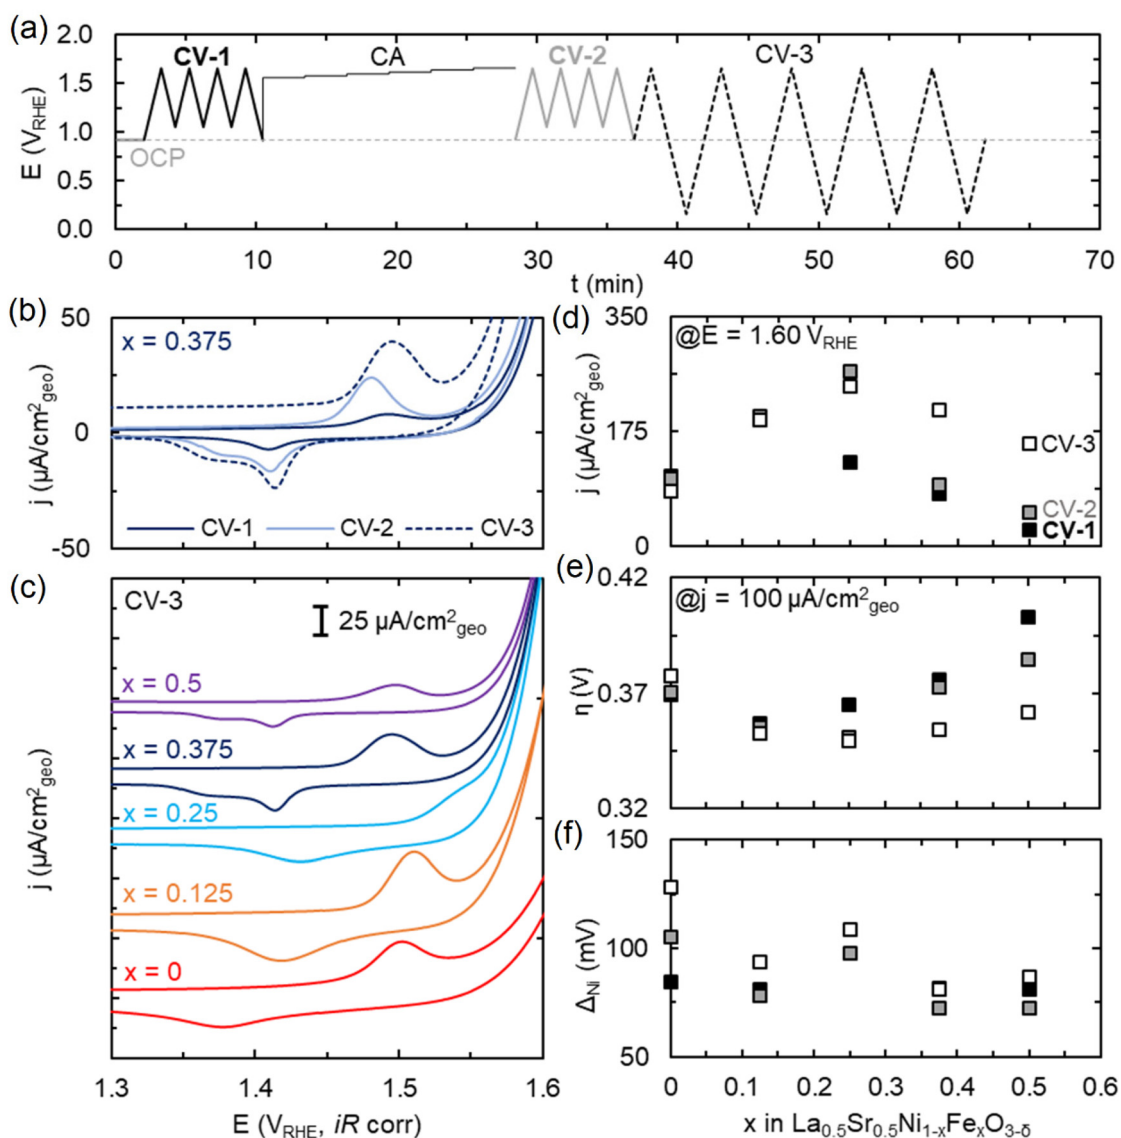 (a)
2.0
1.5
1.0
0.5
0.0
E (V_RHE)
CV-1
CA
CV-2
CV-3
OCP
0 10 20 30 40 50 60 70
t (min)
(b)
50
0
-50
j (µA/cm²geo)
x = 0.375
CV-1 CV-2 CV-3
(c)
CV-3
25 µA/cm²geo
x = 0.5
x = 0.375
x = 0.25
x = 0.125
x = 0
j (µA/cm²geo)
1.3 1.4 1.5 1.6
E (V_RHE, iR corr)
(d)
350
175
0
j (µA/cm²geo)
@E = 1.60 V_RHE
CV-3
CV-2
CV-1
(e)
0.42
0.37
0.32
η (V)
@j = 100 µA/cm²geo
(f)
150
100
50
Δ_Ni (mV)
0 0.1 0.2 0.3 0.4 0.5 0.6
x in La₀.₅Sr₀.₅Ni₁₋ₓFeₓO₃₋δ